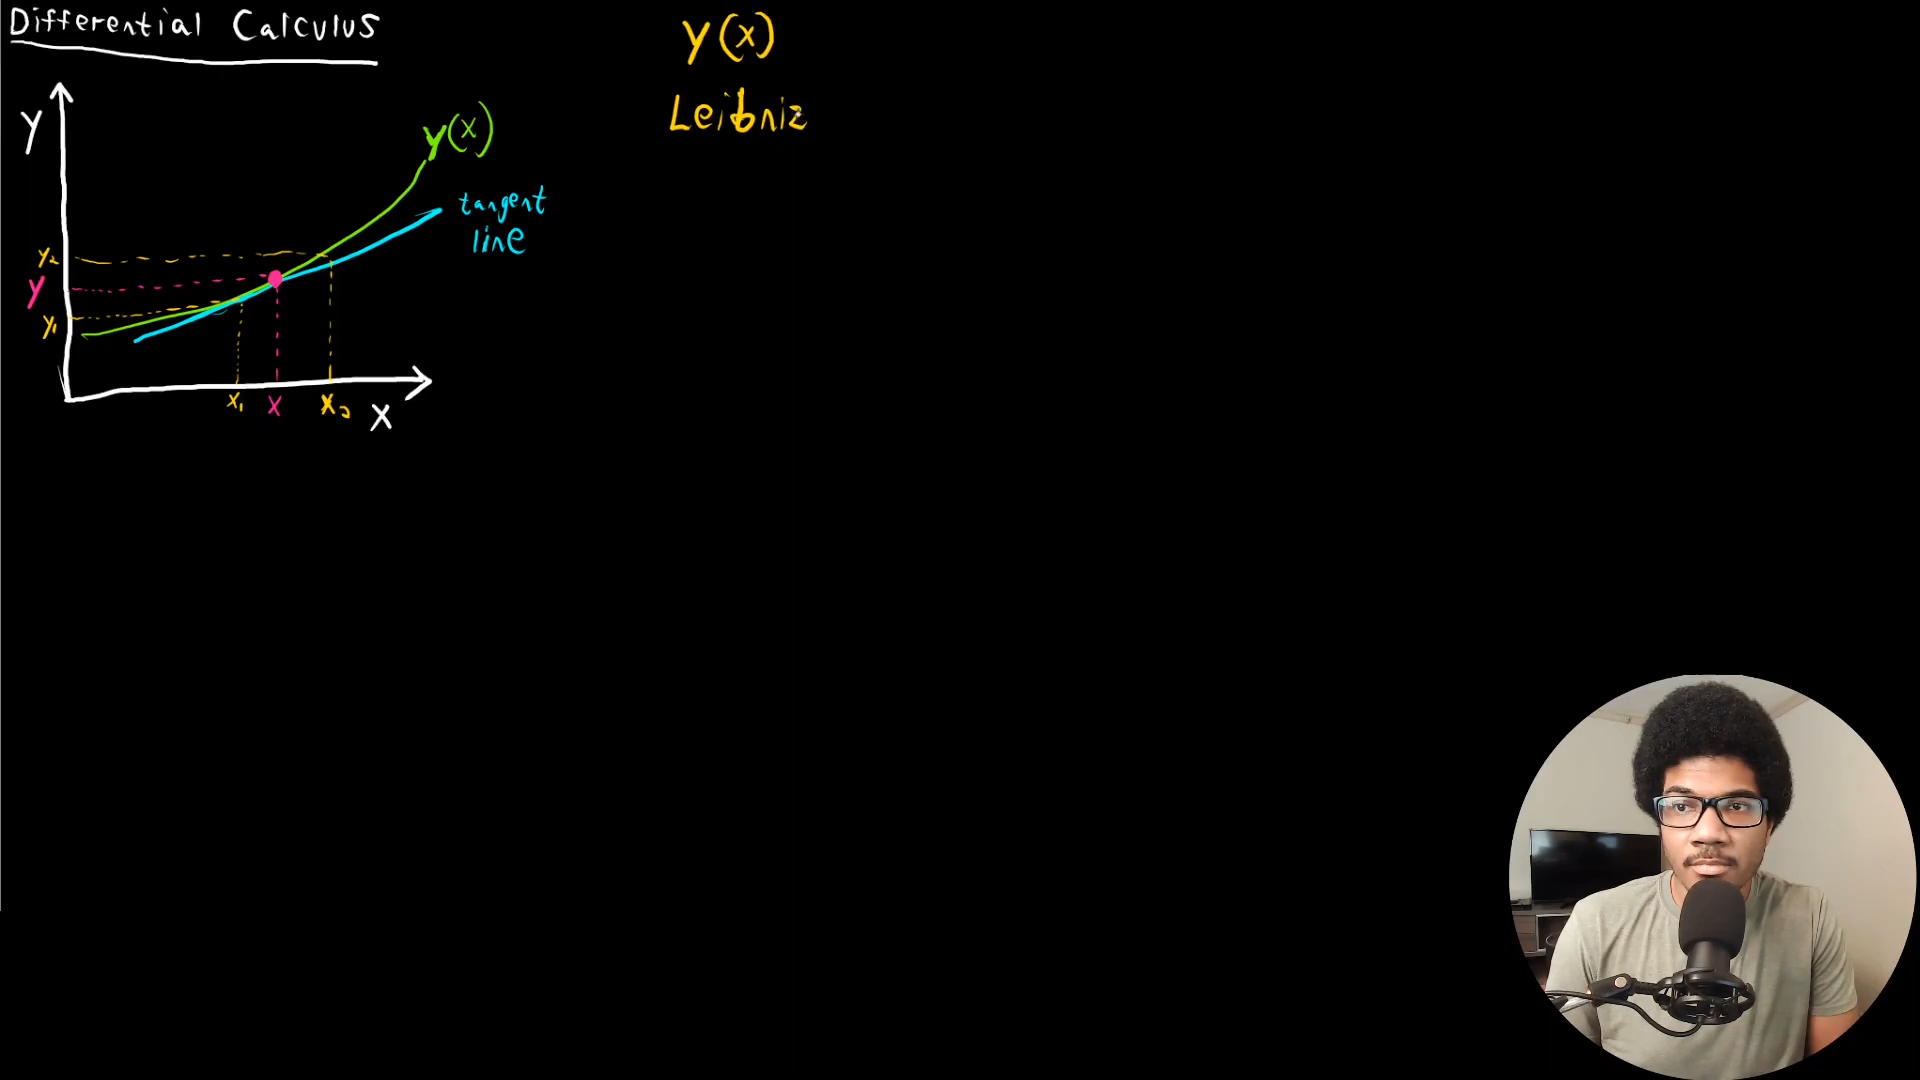 Differential Calculus
y(x)
Leibniz
y
y(x)
tangent
line
y₂
y
y₁
x₁ x x₂
x